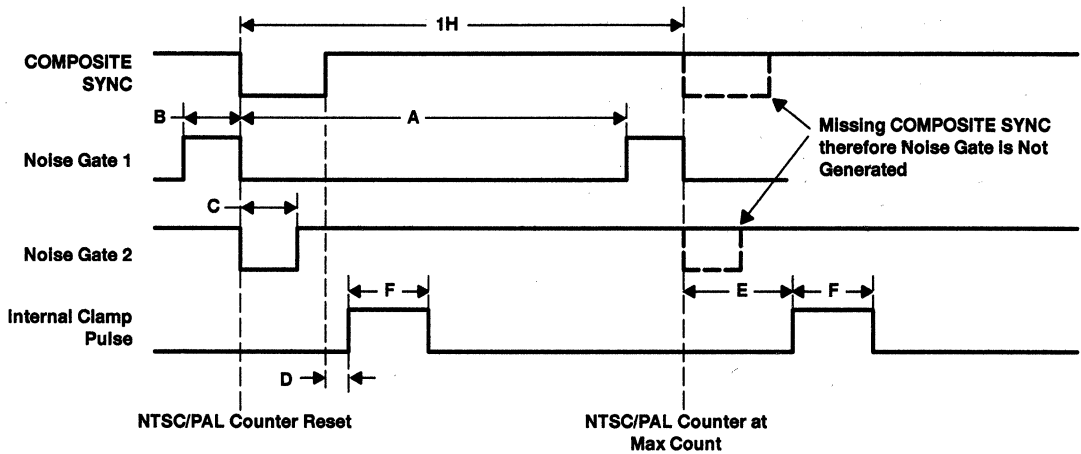 1H
COMPOSITE
SYNC
B
A
Missing COMPOSITE SYNC
therefore Noise Gate is Not
Generated
Noise Gate 1
C
Noise Gate 2
F
E
F
Internal Clamp
Pulse
D
NTSC/PAL Counter Reset
NTSC/PAL Counter at
Max Count